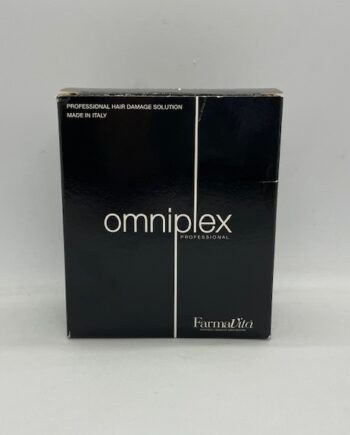 PROFESSIONAL HAIR DAMAGE SOLUTION
MADE IN ITALY
omniplex
PROFESSIONAL
FarmaVita